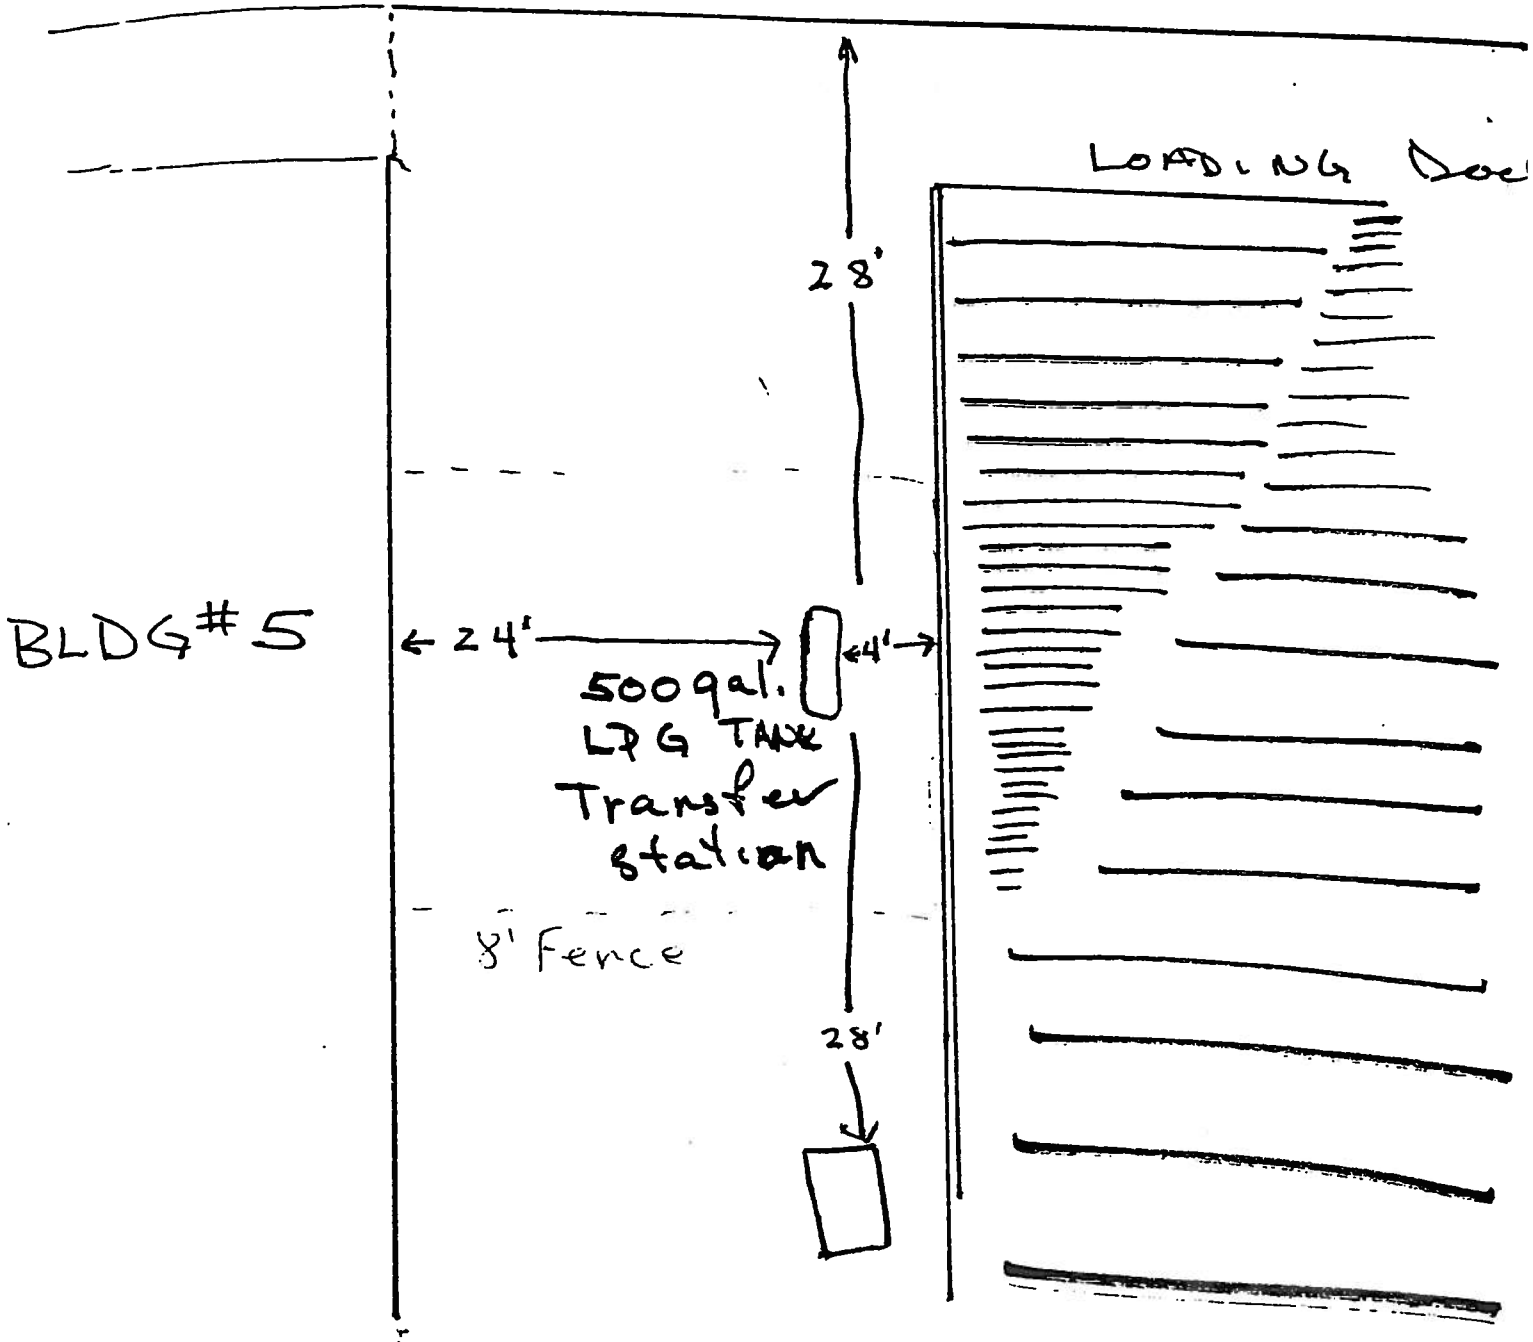 LOADING
28'
BLDG#5
24'
4'
500 gal.
LPG TANK
Transfer
station
8' Fence
28'